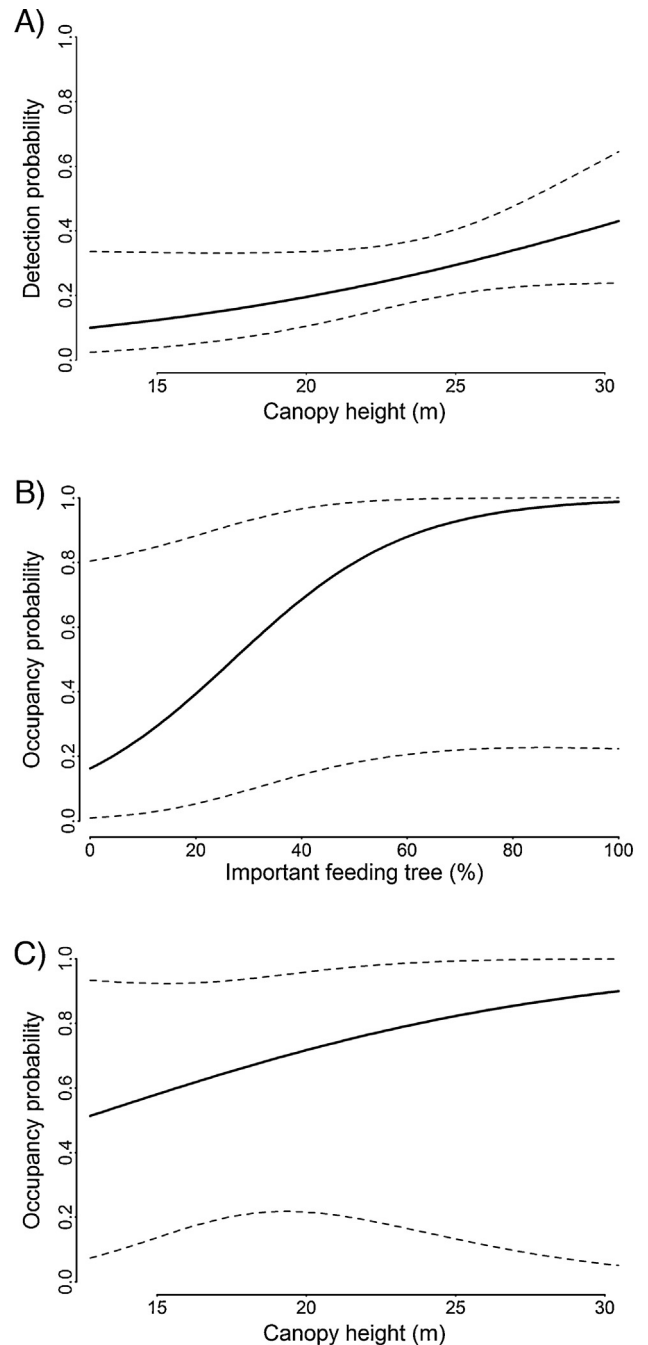 A)
Detection probability
0.0 0.2 0.4 0.6 0.8 1.0
15 20 25 30
Canopy height (m)
B)
Occupancy probability
0.0 0.2 0.4 0.6 0.8 1.0
0 20 40 60 80 100
Important feeding tree (%)
C)
Occupancy probability
0.0 0.2 0.4 0.6 0.8 1.0
15 20 25 30
Canopy height (m)